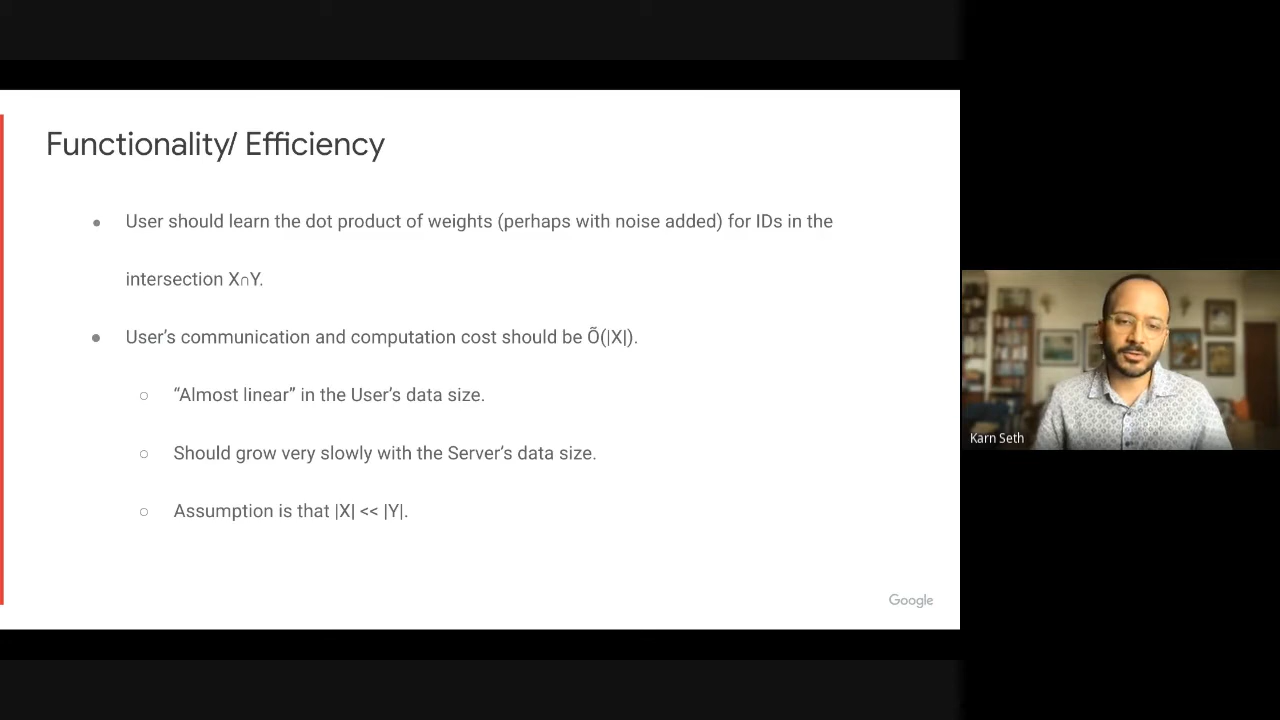 Functionality/ Efficiency
● User should learn the dot product of weights (perhaps with noise added) for IDs in the
intersection X∩Y.
● User's communication and computation cost should be Õ(|X|).
○ “Almost linear” in the User's data size.
○ Should grow very slowly with the Server's data size.
○ Assumption is that |X| << |Y|.
Google
Karn Seth